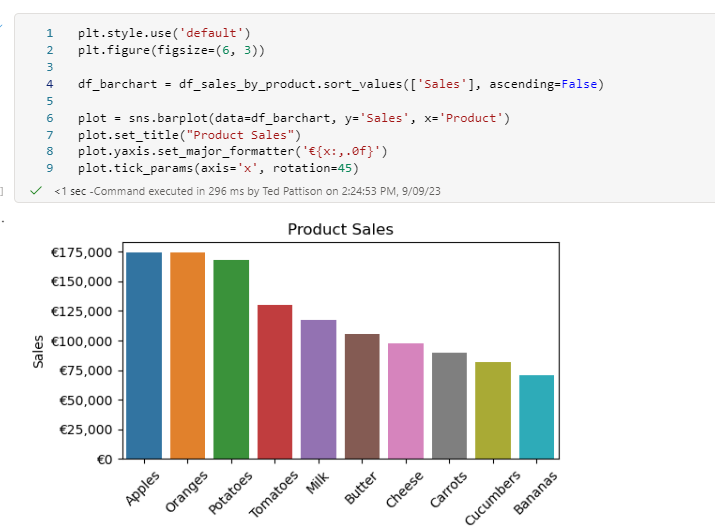 1 plt.style.use('default')
2 plt.figure(figsize=(6, 3))
3
4 df_barchart = df_sales_by_product.sort_values(['Sales'], ascending=False)
5
6 plot = sns.barplot(data=df_barchart, y='Sales', x='Product')
7 plot.set_title("Product Sales")
8 plot.yaxis.set_major_formatter('€{x:,.0f}')
9 plot.tick_params(axis='x', rotation=45)
<1 sec -Command executed in 296 ms by Ted Pattison on 2:24:53 PM, 9/09/23
Product Sales
€175,000
€150,000
€125,000
€100,000
€75,000
€50,000
€25,000
€0
Sales
Apples
Oranges
Potatoes
Tomatoes
Milk
Butter
Cheese
Carrots
Cucumbers
Bananas